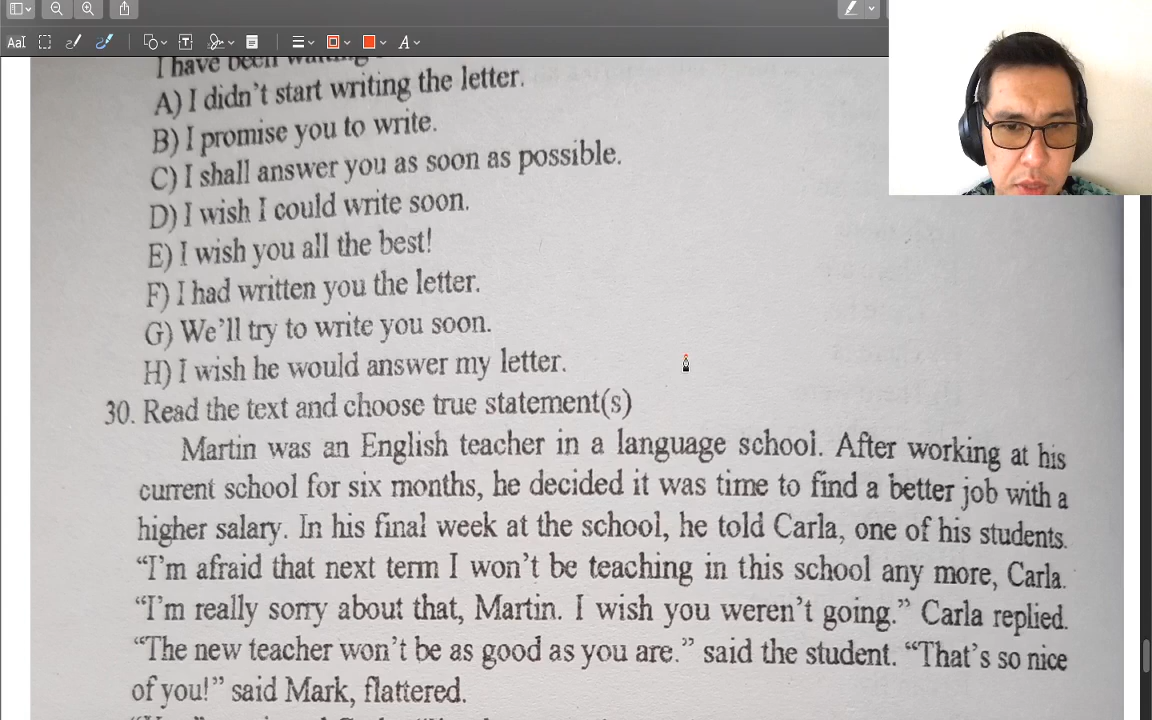 I have been waiting
A) I didn't start writing the letter.
B) I promise you to write.
C) I shall answer you as soon as possible.
D) I wish I could write soon.
E) I wish you all the best!
F) I had written you the letter.
G) We'll try to write you soon.
H) I wish he would answer my letter.
30. Read the text and choose true statement(s)
Martin was an English teacher in a language school. After working at his
current school for six months, he decided it was time to find a better job with a
higher salary. In his final week at the school, he told Carla, one of his students.
“I'm afraid that next term I won't be teaching in this school any more, Carla.
“I'm really sorry about that, Martin. I wish you weren't going.” Carla replied.
“The new teacher won't be as good as you are.” said the student. “That's so nice
of you!” said Mark, flattered.